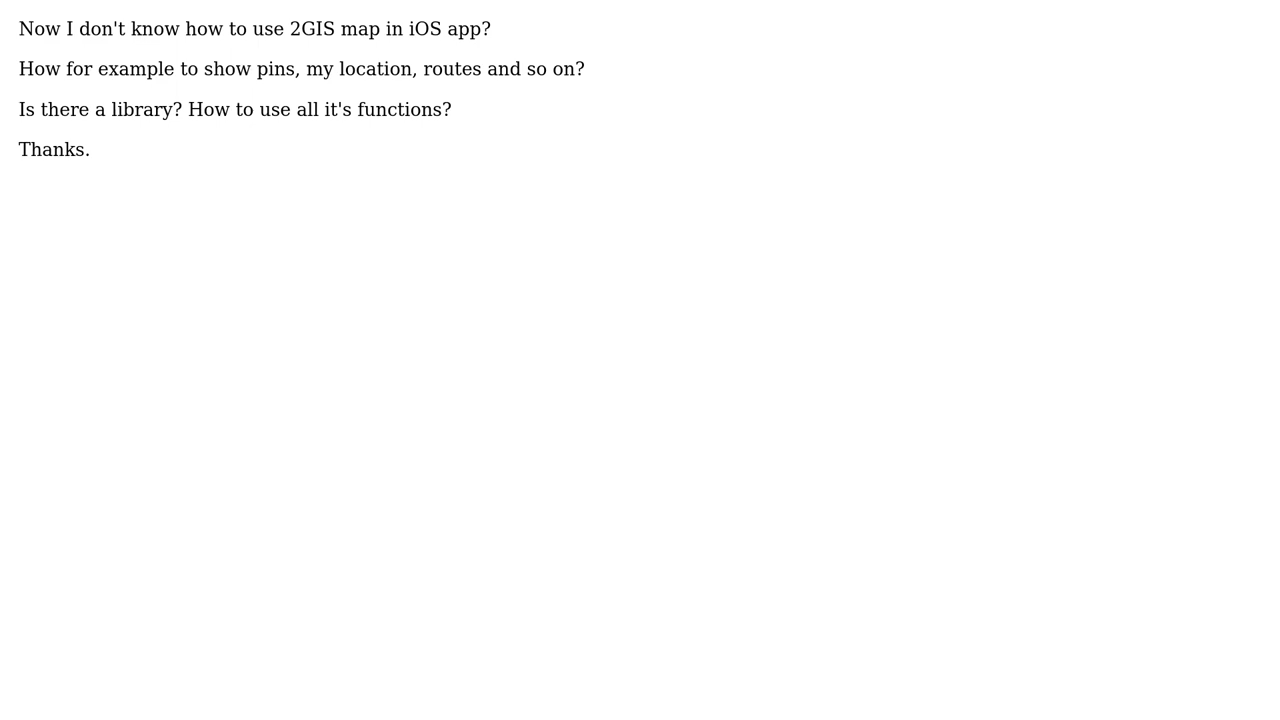 Now I don't know how to use 2GIS map in iOS app?
How for example to show pins, my location, routes and so on?
Is there a library? How to use all it's functions?
Thanks.